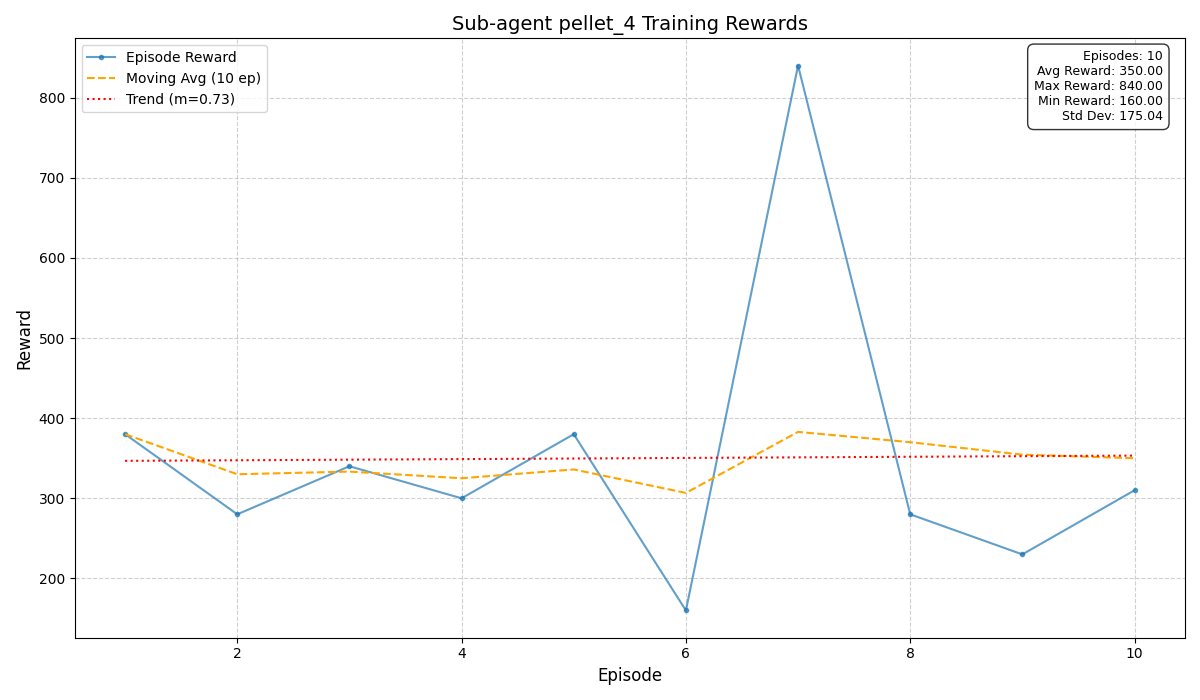 Sub-agent pellet_4 Training Rewards
Episode Reward
Moving Avg (10 ep)
Trend (m=0.73)
Episodes: 10
Avg Reward: 350.00
Max Reward: 840.00
Min Reward: 160.00
Std Dev: 175.04
Reward
800
700
600
500
400
300
200
2
4
6
8
10
Episode